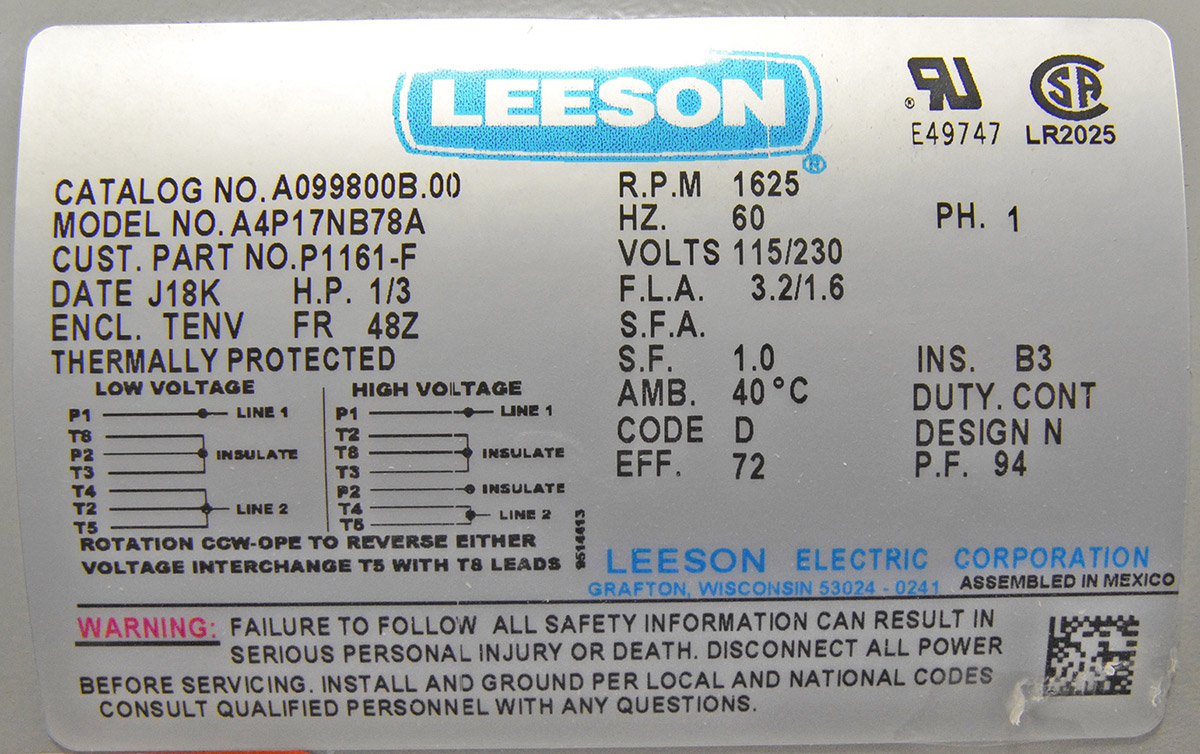 LEESON
®
® UR
E49747
CSA
LR2025
CATALOG NO. A099800B.00
MODEL NO. A4P17NB78A
CUST. PART NO. P1161-F
DATE J18K H.P. 1/3
ENCL. TENV FR 48Z
THERMALLY PROTECTED
R.P.M 1625
HZ. 60 PH. 1
VOLTS 115/230
F.L.A. 3.2/1.6
S.F.A.
S.F. 1.0 INS. B3
AMB. 40°C DUTY. CONT
CODE D DESIGN N
EFF. 72 P.F. 94
LOW VOLTAGE
P1 LINE 1
T8
P2 INSULATE
T3
T4
T2 LINE 2
T5
HIGH VOLTAGE
P1 LINE 1
T2
T8 INSULATE
T3
P2 INSULATE
T4 LINE 2
T5
ROTATION CCW-OPE TO REVERSE EITHER
VOLTAGE INTERCHANGE T5 WITH T8 LEADS
9514413
LEESON ELECTRIC CORPORATION
GRAFTON, WISCONSIN 53024 - 0241 ASSEMBLED IN MEXICO
WARNING: FAILURE TO FOLLOW ALL SAFETY INFORMATION CAN RESULT IN
SERIOUS PERSONAL INJURY OR DEATH. DISCONNECT ALL POWER
BEFORE SERVICING. INSTALL AND GROUND PER LOCAL AND NATIONAL CODES
CONSULT QUALIFIED PERSONNEL WITH ANY QUESTIONS.